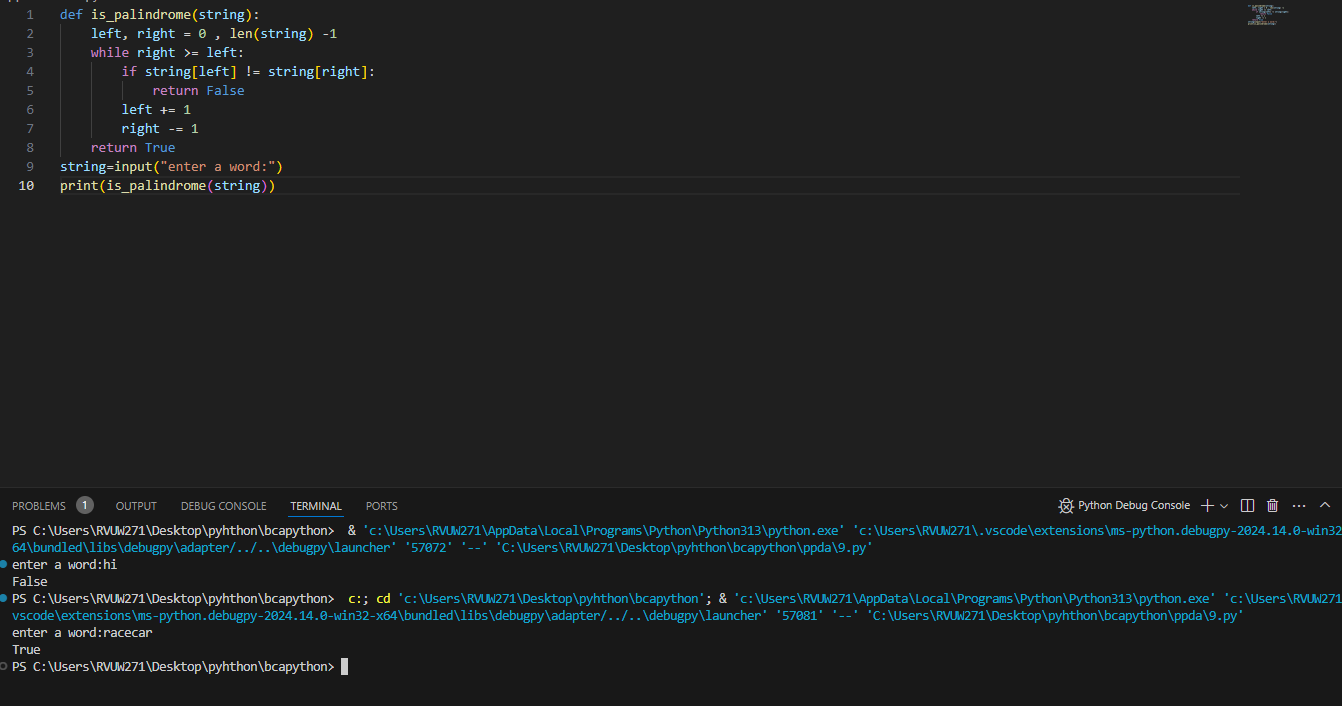 1 def is_palindrome(string):
2 left, right = 0 , len(string) -1
3 while right >= left:
4 if string[left] != string[right]:
5 return False
6 left += 1
7 right -= 1
8 return True
9 string=input("enter a word:")
10 print(is_palindrome(string))
PROBLEMS 1 OUTPUT DEBUG CONSOLE TERMINAL PORTS Python Debug Console
PS C:\Users\RVUW271\Desktop\pyhthon\bcapython> & 'c:\Users\RVUW271\AppData\Local\Programs\Python\Python313\python.exe' 'c:\Users\RVUW271\.vscode\extensions\ms-python.debugpy-2024.14.0-win32
64\bundled\libs\debugpy\adapter/../..\debugpy\launcher' '57072' '--' 'C:\Users\RVUW271\Desktop\pyhthon\bcapython\ppda\9.py'
enter a word:hi
False
PS C:\Users\RVUW271\Desktop\pyhthon\bcapython> c:; cd 'c:\Users\RVUW271\Desktop\pyhthon\bcapython'; & 'c:\Users\RVUW271\AppData\Local\Programs\Python\Python313\python.exe' 'c:\Users\RVUW271
vscode\extensions\ms-python.debugpy-2024.14.0-win32-x64\bundled\libs\debugpy\adapter/../..\debugpy\launcher' '57081' '--' 'C:\Users\RVUW271\Desktop\pyhthon\bcapython\ppda\9.py'
enter a word:racecar
True
PS C:\Users\RVUW271\Desktop\pyhthon\bcapython>